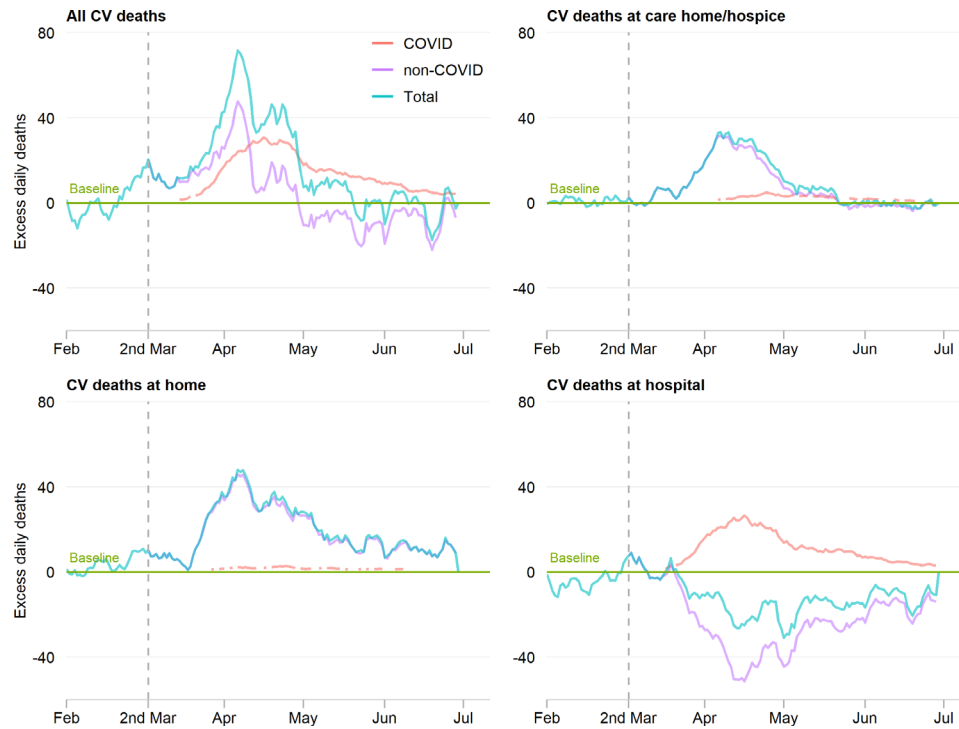 All CV deaths
80
40
0
-40
Excess daily deaths
Baseline
COVID
non-COVID
Total
Feb 2nd Mar Apr May Jun Jul
CV deaths at care home/hospice
80
40
0
-40
Baseline
Feb 2nd Mar Apr May Jun Jul
CV deaths at home
80
40
0
-40
Excess daily deaths
Baseline
Feb 2nd Mar Apr May Jun Jul
CV deaths at hospital
80
40
0
-40
Baseline
Feb 2nd Mar Apr May Jun Jul